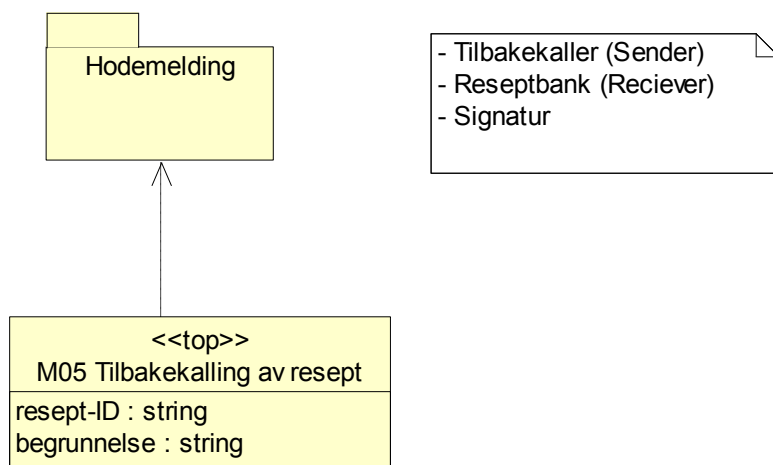 Hodemelding
- Tilbakekaller (Sender)
- Reseptbank (Reciever)
- Signatur
<<top>>
M05 Tilbakekalling av resept
resept-ID : string
begrunnelse : string